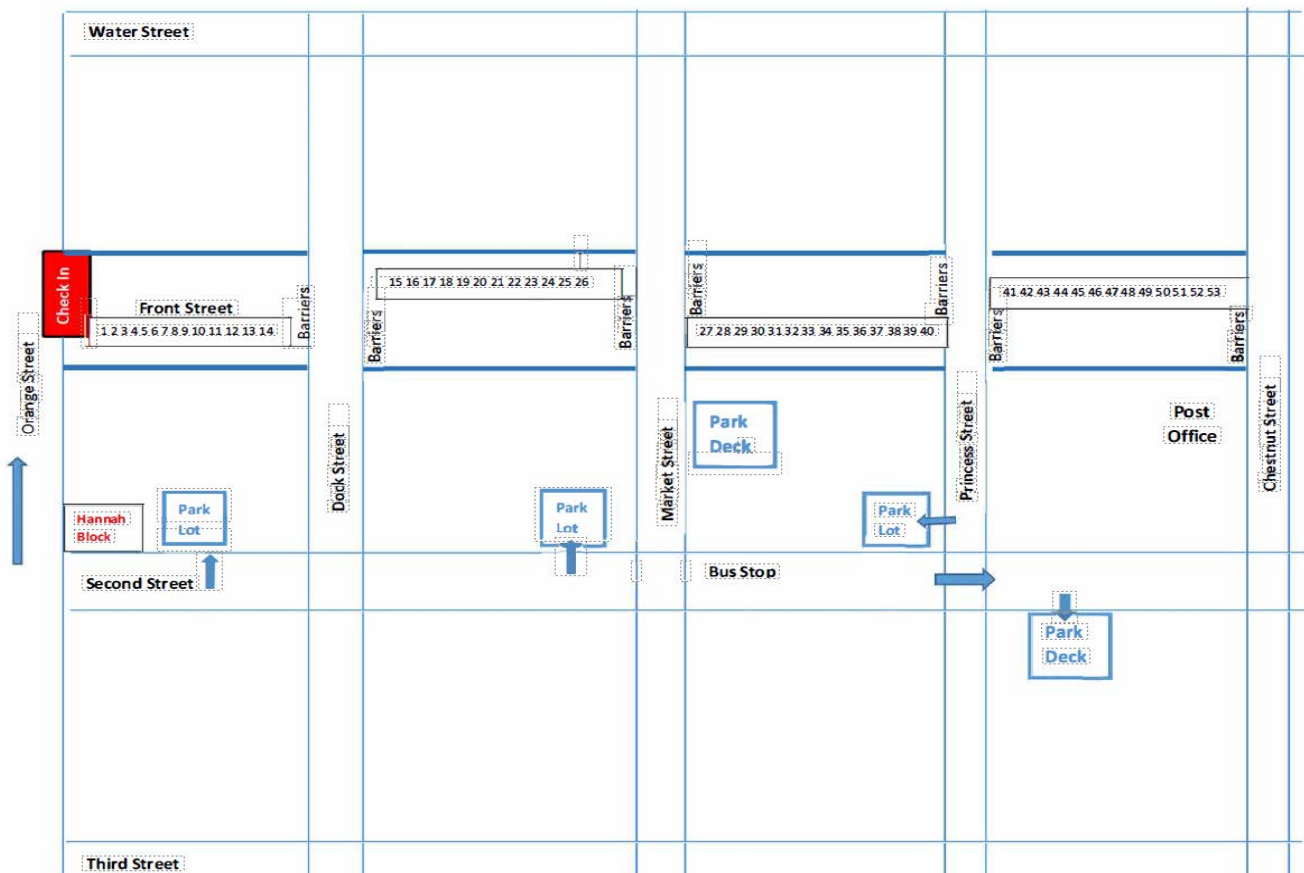 Water Street
Check In
Front Street
1 2 3 4 5 6 7 8 9 10 11 12 13 14
Barriers
Barriers
15 16 17 18 19 20 21 22 23 24 25 26
Barriers
Barriers
27 28 29 30 31 32 33 34 35 36 37 38 39 40
Barriers
Barriers
41 42 43 44 45 46 47 48 49 50 51 52 53
Barriers
Orange Street
Dock Street
Market Street
Park
Deck
Princess Street
Post
Office
Chestnut Street
Hannah
Block
Park
Lot
Park
Lot
Park
Lot
Second Street
Bus Stop
Park
Deck
Third Street